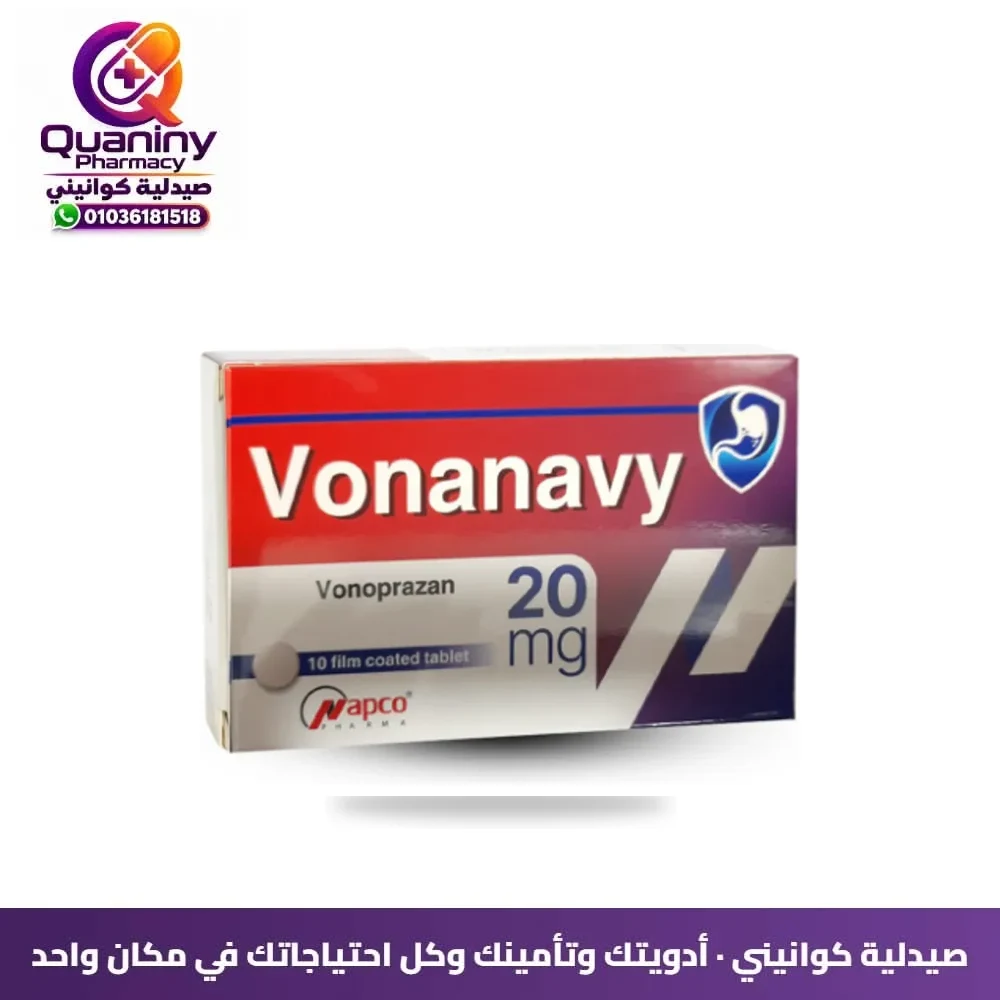 Quaniny
Pharmacy
صيدلية كوانيني
01036181518
Vonanavy
Vonoprazan
20
mg
10 film coated tablet
Napco®
PHARMA
صيدلية كوانيني · أدويتك وتأمينك وكل احتياجاتك في مكان واحد